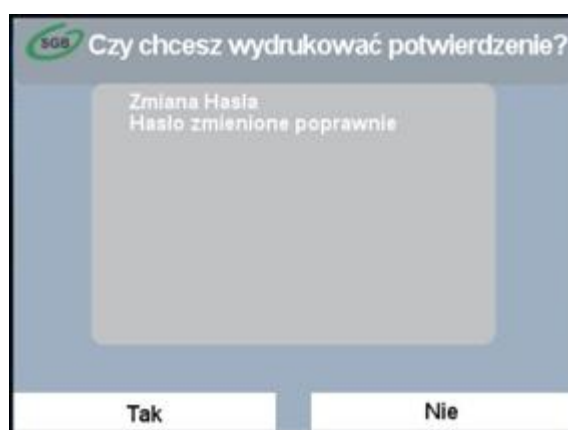 SGB
Czy chcesz wydrukować potwierdzenie?
Zmiana Hasla
Haslo zmienione poprawnie
Tak
Nie